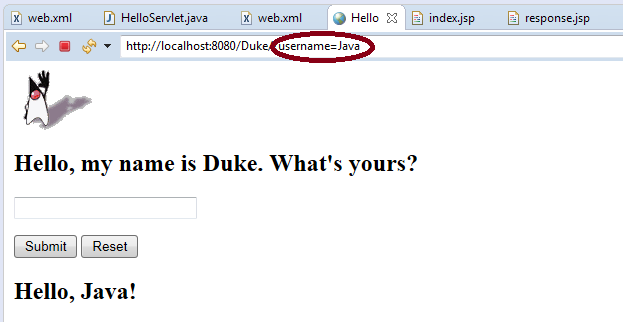 web.xml HelloServlet.java web.xml Hello index.jsp response.jsp
http://localhost:8080/Duke/?username=Java
Hello, my name is Duke. What's yours?
Submit Reset
Hello, Java!